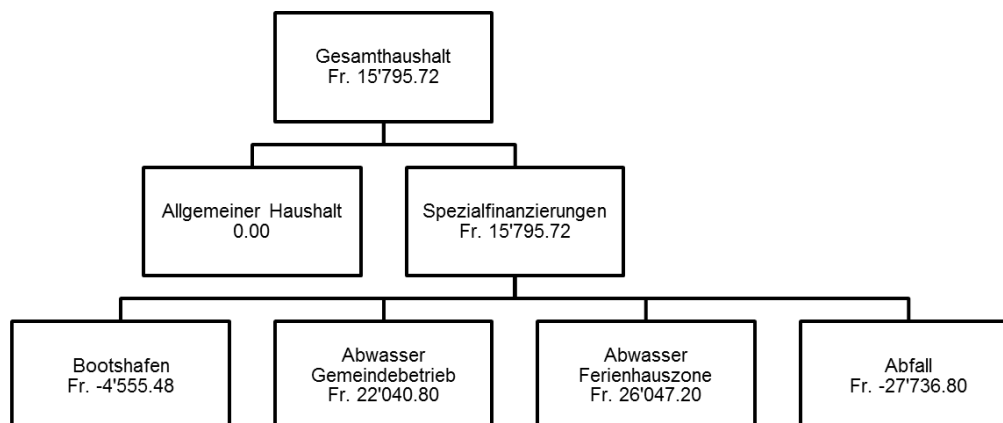 Gesamthaushalt
Fr. 15'795.72
Allgemeiner Haushalt
0.00
Spezialfinanzierungen
Fr. 15'795.72
Bootshafen
Fr. -4'555.48
Abwasser
Gemeindebetrieb
Fr. 22'040.80
Abwasser
Ferienhauszone
Fr. 26'047.20
Abfall
Fr. -27'736.80